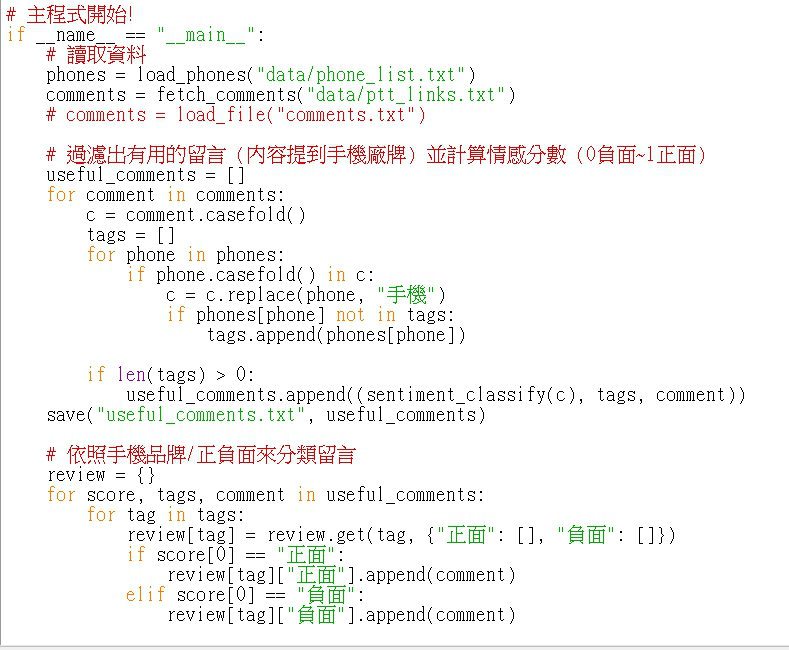 # 主程式開始!
if __name__ == "__main__":
    # 讀取資料
    phones = load_phones("data/phone_list.txt")
    comments = fetch_comments("data/ptt_links.txt")
    # comments = load_file("comments.txt")

    # 過濾出有用的留言 (內容提到手機廠牌) 並計算情感分數 (0負面~1正面)
    useful_comments = []
    for comment in comments:
        c = comment.casefold()
        tags = []
        for phone in phones:
            if phone.casefold() in c:
                c = c.replace(phone, "手機")
                if phones[phone] not in tags:
                    tags.append(phones[phone])

        if len(tags) > 0:
            useful_comments.append((sentiment_classify(c), tags, comment))
    save("useful_comments.txt", useful_comments)

    # 依照手機品牌/正負面來分類留言
    review = {}
    for score, tags, comment in useful_comments:
        for tag in tags:
            review[tag] = review.get(tag, {"正面": [], "負面": []})
            if score[0] == "正面":
                review[tag]["正面"].append(comment)
            elif score[0] == "負面":
                review[tag]["負面"].append(comment)